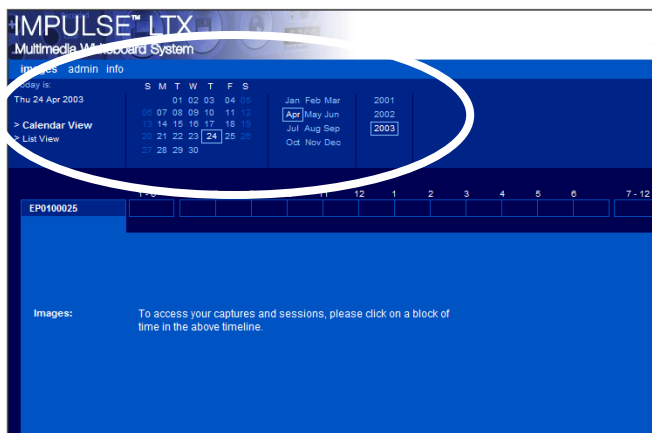 IMPULSE™ LTX
Multimedia Whiteboard System
images admin info
Today is:
Thu 24 Apr 2003
> Calendar View
> List View
S M T W T F S
01 02 03 04 05
06 07 08 09 10 11 12
13 14 15 16 17 18 19
20 21 22 23 24 25 26
27 28 29 30
Jan Feb Mar
Apr May Jun
Jul Aug Sep
Oct Nov Dec
2001
2002
2003
11 12 1 2 3 4 5 6 7 - 12
EP0100025
Images:
To access your captures and sessions, please click on a block of
time in the above timeline.